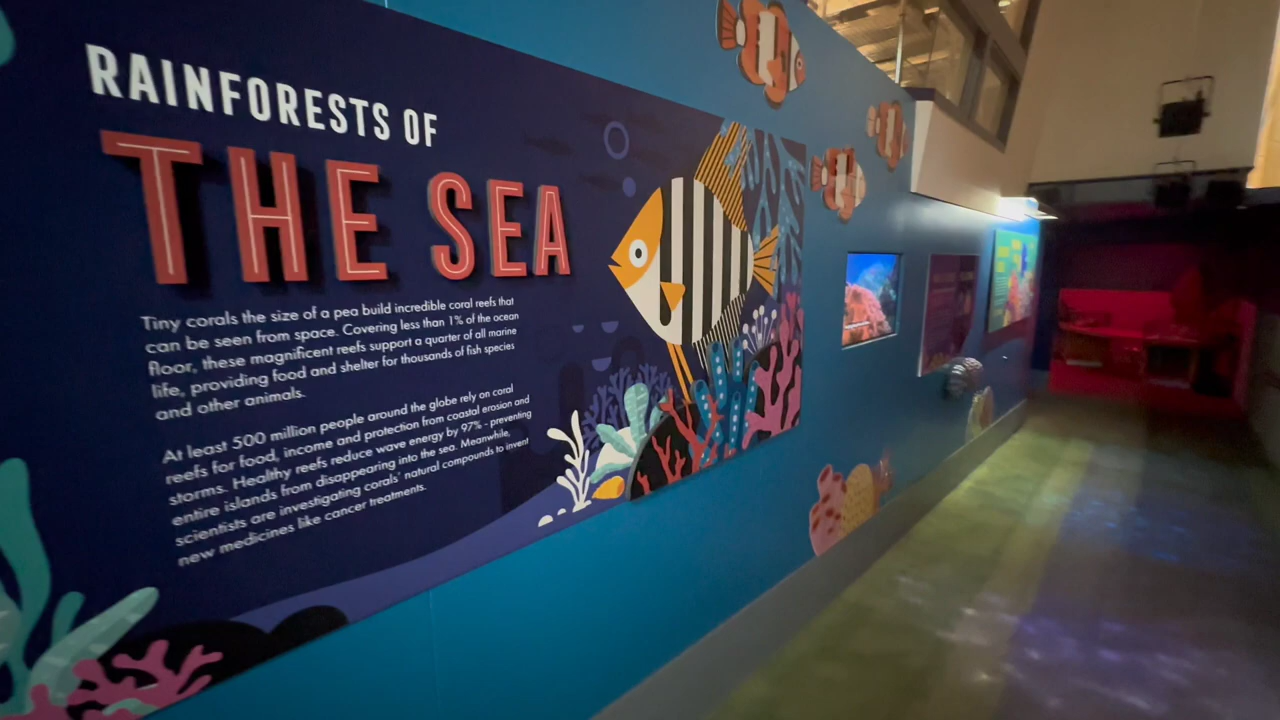 RAINFORESTS OF
THE SEA
Tiny corals the size of a pea build incredible coral reefs that
can be seen from space. Covering less than 1% of the ocean
floor, these magnificent reefs support a quarter of all marine
life, providing food and shelter for thousands of fish species
and other animals.
At least 500 million people around the globe rely on coral
reefs for food, income and protection from coastal erosion and
storms. Healthy reefs reduce wave energy by 97% - preventing
entire islands from disappearing into the sea. Meanwhile,
scientists are investigating corals' natural compounds to invent
new medicines like cancer treatments.